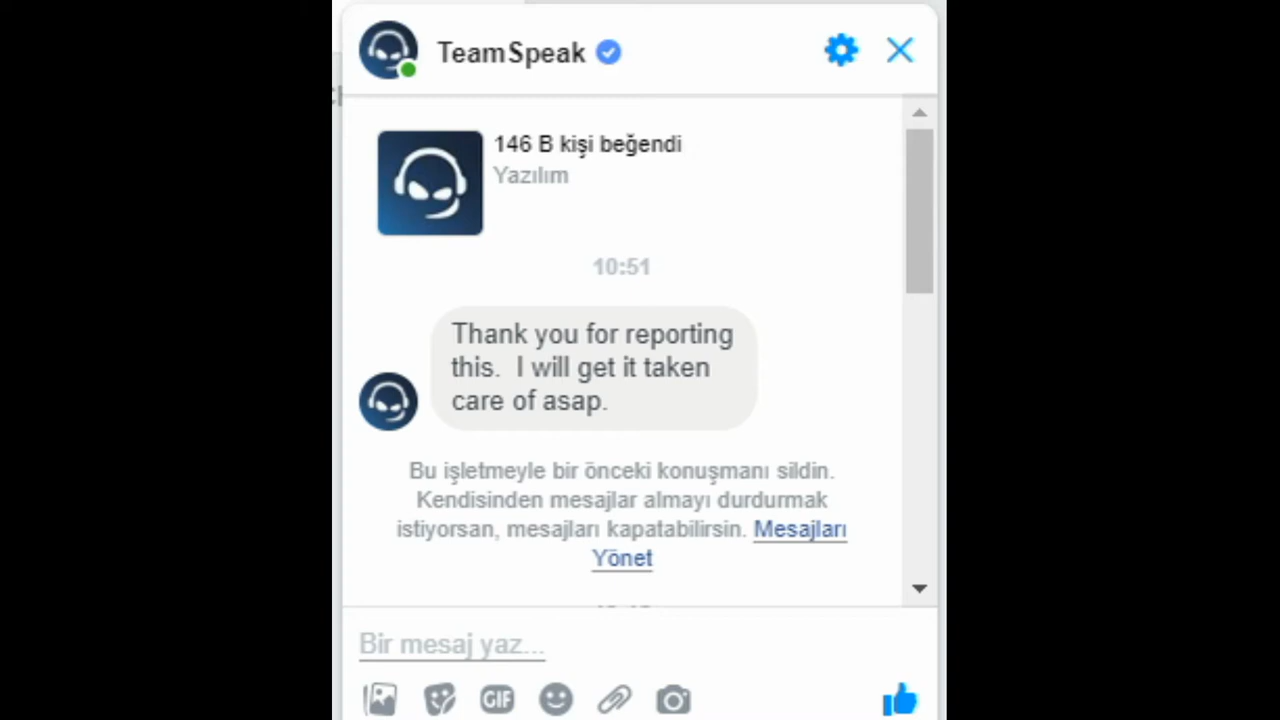 TeamSpeak
146 B kişi beğendi
Yazılım
10:51
Thank you for reporting
this. I will get it taken
care of asap.
Bu işletmeyle bir önceki konuşmanı sildin.
Kendisinden mesajlar almayı durdurmak
istiyorsan, mesajları kapatabilirsin. Mesajları
Yönet
Bir mesaj yaz...
GIF